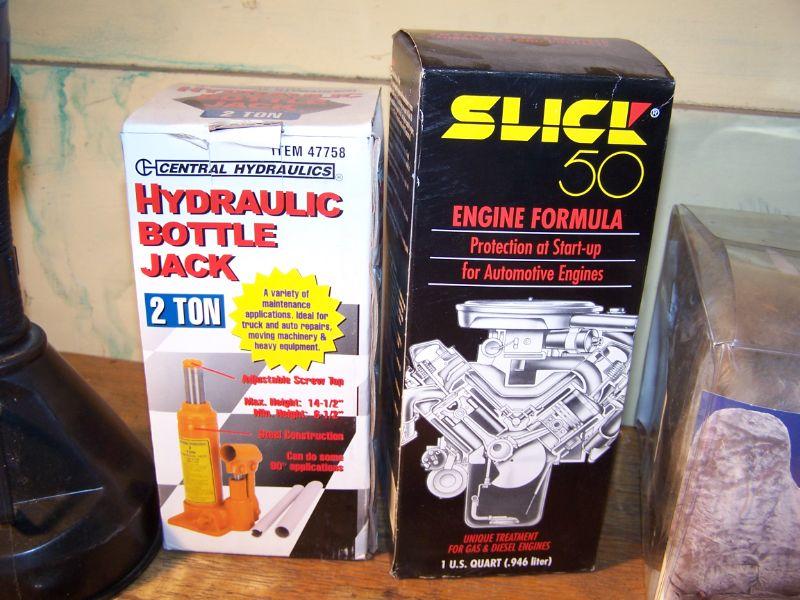 HYDRAULIC
JACK
2 TON
ITEM 47758
CENTRAL HYDRAULICS
HYDRAULIC
BOTTLE
JACK
2 TON
A variety of
maintenance
applications. Ideal for
truck and auto repairs,
moving machinery &
heavy equipment.
Adjustable Screw Top
Max. Height: 14-1/2"
Min. Height:
Steel Construction
Can do some
90° applications
SLICK
50
®
ENGINE FORMULA
Protection at Start-up
for Automotive Engines
UNIQUE TREATMENT
FOR GAS & DIESEL ENGINES
1 U.S. QUART (.946 liter)